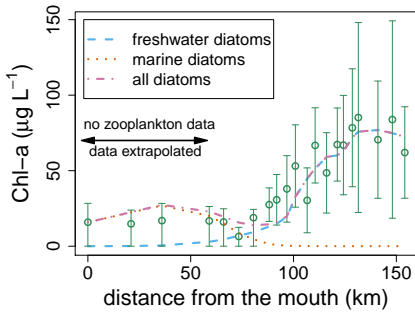 freshwater diatoms
marine diatoms
all diatoms
no zooplankton data
data extrapolated
Chl−a (µg L−1)
150
100
50
0
0
50
100
150
distance from the mouth (km)